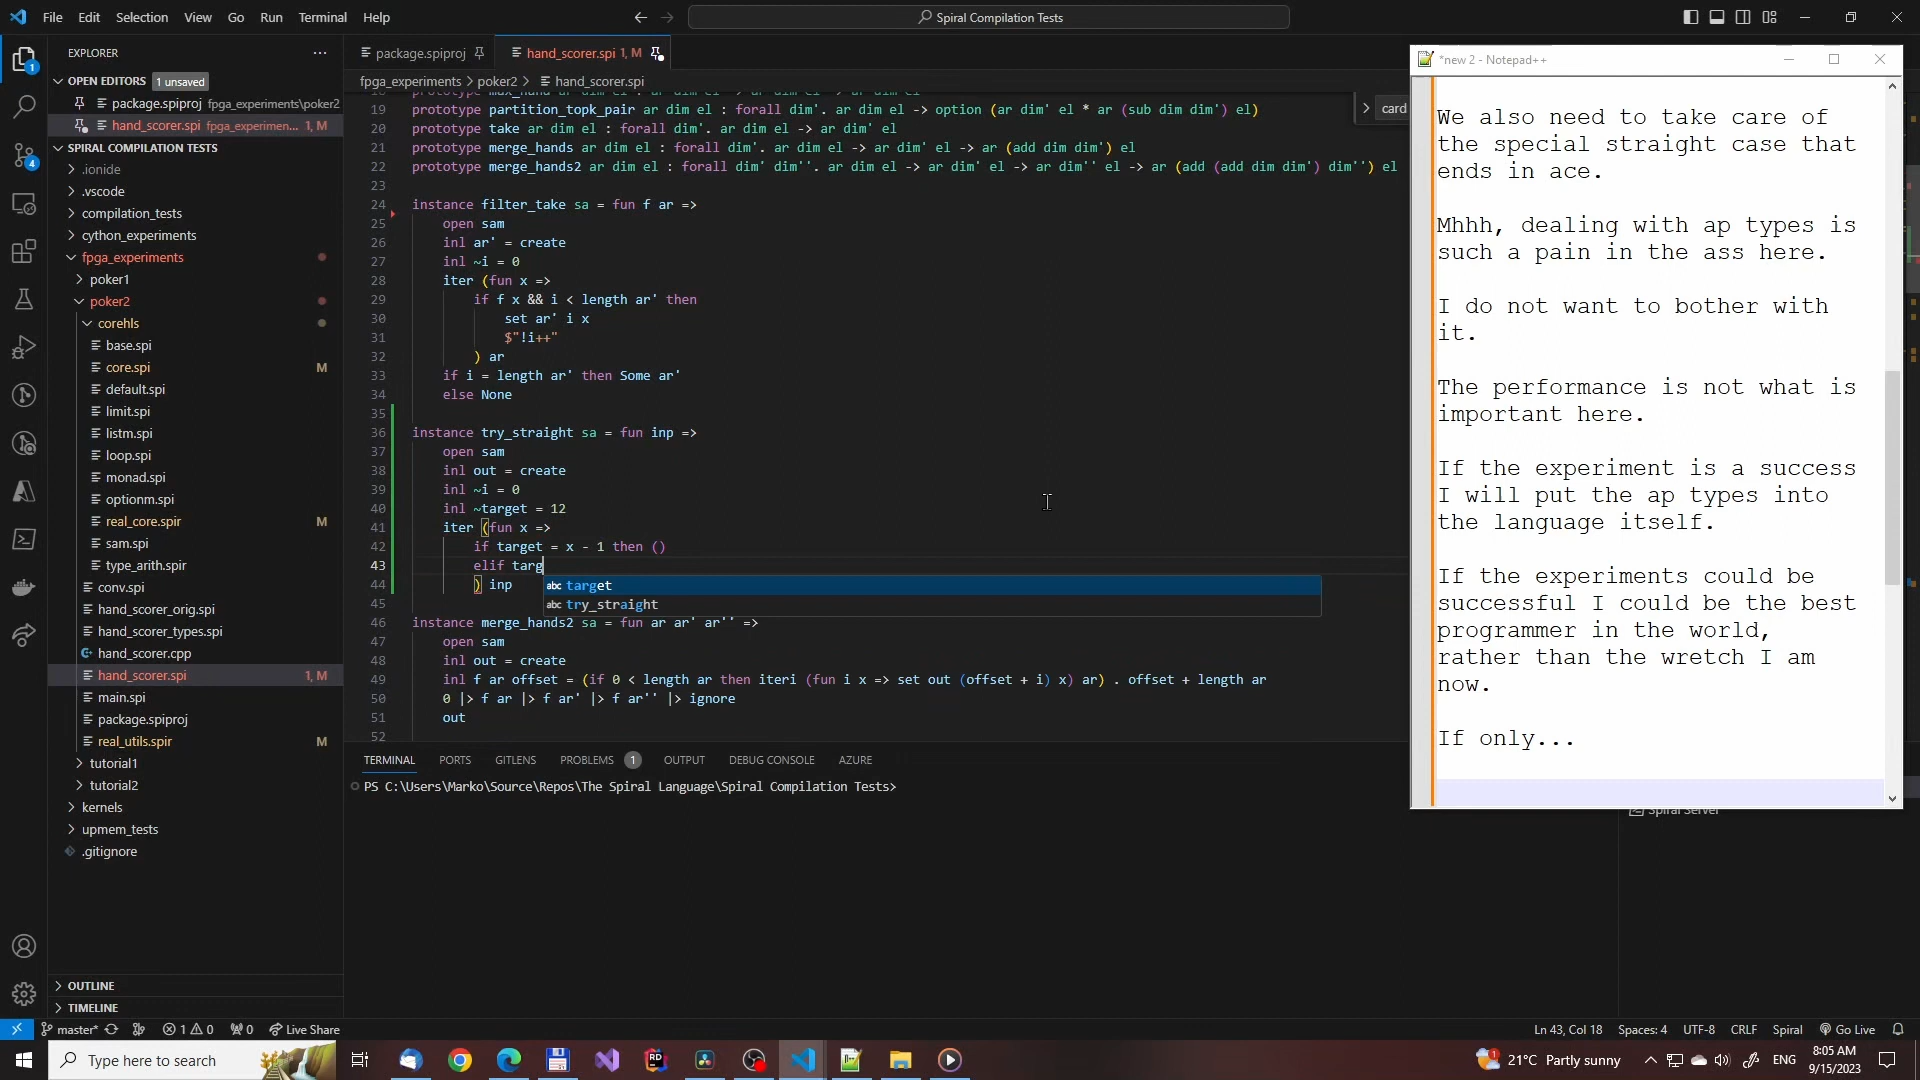 File Edit Selection View Go Run Terminal Help
Spiral Compilation Tests
EXPLORER
OPEN EDITORS 1 unsaved
package.spiproj fpga_experiments\poker2
hand_scorer.spi fpga_experimen... 1, M
SPIRAL COMPILATION TESTS
.ionide
.vscode
compilation_tests
cython_experiments
fpga_experiments
poker1
poker2
corehls
base.spi
core.spi M
default.spi
limit.spi
listm.spi
loop.spi
monad.spi
optionm.spi
real_core.spir M
sam.spi
type_arith.spir
conv.spi
hand_scorer_orig.spi
hand_scorer_types.spi
hand_scorer.cpp
hand_scorer.spi 1, M
main.spi
package.spiproj
real_utils.spir M
tutorial1
tutorial2
kernels
upmem_tests
.gitignore
OUTLINE
TIMELINE
package.spiproj
hand_scorer.spi 1, M
fpga_experiments > poker2 > hand_scorer.spi
card
19 prototype partition_topk_pair ar dim el : forall dim'. ar dim el -> option (ar dim' el * ar (sub dim dim') el)
20 prototype take ar dim el : forall dim'. ar dim el -> ar dim' el
21 prototype merge_hands ar dim el : forall dim'. ar dim el -> ar dim' el -> ar (add dim dim') el
22 prototype merge_hands2 ar dim el : forall dim' dim''. ar dim el -> ar dim' el -> ar dim'' el -> ar (add (add dim dim') dim'') el
23
24 instance filter_take sa = fun f ar =>
25 open sam
26 inl ar' = create
27 inl ~i = 0
28 iter (fun x =>
29 if f x && i < length ar' then
30 set ar' i x
31 $"!i++"
32 ) ar
33 if i = length ar' then Some ar'
34 else None
35
36 instance try_straight sa = fun inp =>
37 open sam
38 inl out = create
39 inl ~i = 0
40 inl ~target = 12
41 iter (fun x =>
42 if target = x - 1 then ()
43 elif targ
44 ) inp
abc target
abc try_straight
45
46 instance merge_hands2 sa = fun ar ar' ar'' =>
47 open sam
48 inl out = create
49 inl f ar offset = (if 0 < length ar then iteri (fun i x => set out (offset + i) x) ar) . offset + length ar
50 0 |> f ar |> f ar' |> f ar'' |> ignore
51 out
52
TERMINAL PORTS GITLENS PROBLEMS 1 OUTPUT DEBUG CONSOLE AZURE
PS C:\Users\Marko\Source\Repos\The Spiral Language\Spiral Compilation Tests>
Spiral Server
*new 2 - Notepad++
We also need to take care of
the special straight case that
ends in ace.
Mhhh, dealing with ap types is
such a pain in the ass here.
I do not want to bother with
it.
The performance is not what is
important here.
If the experiment is a success
I will put the ap types into
the language itself.
If the experiments could be
successful I could be the best
programmer in the world,
rather than the wretch I am
now.
If only...
master* 1 0 0 Live Share
Ln 43, Col 18 Spaces: 4 UTF-8 CRLF Spiral Go Live
Type here to search
21°C Partly sunny
ENG
8:05 AM
9/15/2023